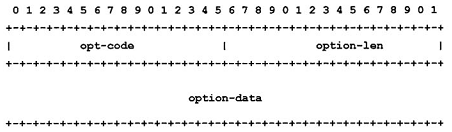 0 1 2 3 4 5 6 7 8 9 0 1 2 3 4 5 6 7 8 9 0 1 2 3 4 5 6 7 8 9 0 1
+-+-+-+-+-+-+-+-+-+-+-+-+-+-+-+-+-+-+-+-+-+-+-+-+-+-+-+-+-+-+-+-+
| opt-code | option-len |
+-+-+-+-+-+-+-+-+-+-+-+-+-+-+-+-+-+-+-+-+-+-+-+-+-+-+-+-+-+-+-+-+
option-data
+-+-+-+-+-+-+-+-+-+-+-+-+-+-+-+-+-+-+-+-+-+-+-+-+-+-+-+-+-+-+-+-+